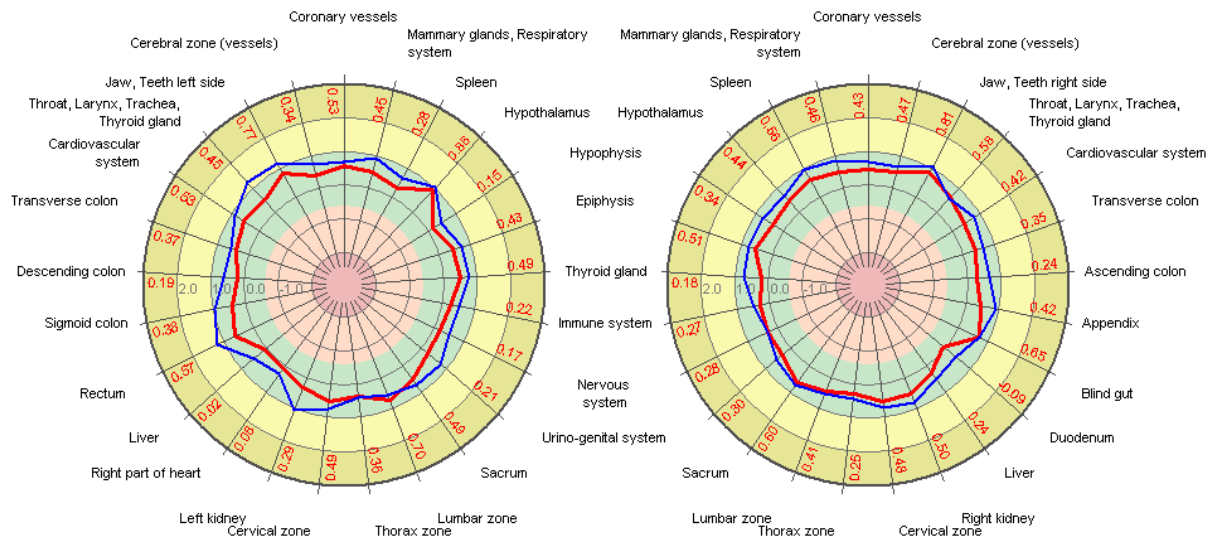 Coronary vessels
Coronary vessels
Mammary glands, Respiratory
system
Mammary glands, Respiratory
system
Cerebral zone (vessels)
Cerebral zone (vessels)
Jaw, Teeth left side
Spleen
Spleen
Jaw, Teeth right side
Throat, Larynx, Trachea,
Thyroid gland
Hypothalamus
Hypothalamus
Throat, Larynx, Trachea,
Thyroid gland
Cardiovascular
system
Hypophysis
Cardiovascular system
Transverse colon
Epiphysis
Transverse colon
Descending colon
Thyroid gland
Ascending colon
Sigmoid colon
Immune system
Appendix
Rectum
Nervous
system
Blind gut
Liver
Urino-genital system
Duodenum
Right part of heart
Sacrum
Sacrum
Liver
Left kidney
Lumbar zone
Lumbar zone
Right kidney
Cervical zone
Thorax zone
Thorax zone
Cervical zone
0.53
0.45
0.28
0.86
0.15
0.43
0.49
0.22
0.17
0.21
0.49
0.70
0.36
0.49
0.29
0.08
0.02
0.57
0.38
0.19
0.37
0.53
0.45
0.77
0.34
2.0
1.0
0.0
-1.0
0.43
0.47
0.81
0.58
0.42
0.35
0.24
0.42
0.65
-0.09
0.24
0.50
0.48
0.41
0.60
0.30
0.28
0.27
0.18
0.51
0.34
0.44
0.56
0.46
2.0
1.0
0.0
-1.0